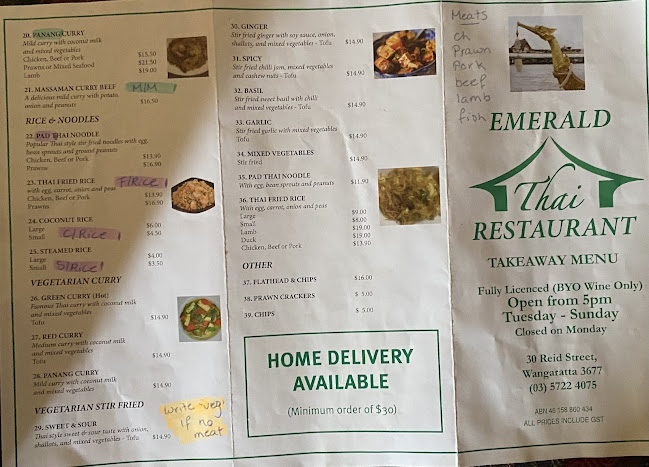 20. PANANG CURRY
Mild curry with coconut milk
and mixed vegetables
Chicken, Beef or Pork $15.50
Prawns or Mixed Seafood $21.50
Lamb $19.00
21. MASSAMAN CURRY BEEF M/M
A delicious mild curry with potato,
onion and peanuts $16.50
RICE & NOODLES
22. PAD THAI NOODLE
Popular Thai style stir fried noodles with egg,
bean sprouts and ground peanuts
Chicken, Beef or Pork $13.90
Prawns $16.90
23. THAI FRIED RICE F/Rice
with egg, carrot, onion and peas
Chicken, Beef or Pork $13.90
Prawns $16.90
24. COCONUT RICE
Large $6.00
Small C/Rice $4.50
25. STEAMED RICE
Large $4.00
Small S/Rice $3.50
VEGETARIAN CURRY
26. GREEN CURRY (Hot)
Famous Thai curry with coconut milk
and mixed vegetables
Tofu $14.90
27. RED CURRY
Medium curry with coconut milk
and mixed vegetables
Tofu $14.90
28. PANANG CURRY
Mild curry with coconut milk
and mixed vegetables $14.90
VEGETARIAN STIR FRIED
29. SWEET & SOUR
Thai style sweet & sour taste with onion,
shallots, and mixed vegetables - Tofu $14.90
write 'veg'
if no
meat
30. GINGER
Stir fried ginger with soy sauce, onion,
shallots, and mixed vegetables - Tofu $14.90
31. SPICY
Stir fried chilli jam, mixed vegetables
and cashew nuts - Tofu $14.90
32. BASIL
Stir fried sweet basil with chilli
and mixed vegetables - Tofu $14.90
33. GARLIC
Stir fried garlic with mixed vegetables
Tofu $14.90
34. MIXED VEGETABLES
Stir fried $14.90
35. PAD THAI NOODLE
With egg, bean sprouts and peanuts $11.90
36. THAI FRIED RICE
With egg, carrot, onion and peas
Large $9.00
Small $8.00
Lamb $19.00
Duck $19.00
Chicken, Beef or Pork $13.90
OTHER
37. FLATHEAD & CHIPS $16.00
38. PRAWN CRACKERS $ 5.00
39. CHIPS $ 5.00
HOME DELIVERY
AVAILABLE
(Minimum order of $30)
Meats
ch
Prawn
Pork
beef
lamb
fish
EMERALD
Thai
RESTAURANT
TAKEAWAY MENU
Fully Licenced (BYO Wine Only)
Open from 5pm
Tuesday - Sunday
Closed on Monday
30 Reid Street,
Wangaratta 3677
(03) 5722 4075
ABN 46 158 860 434
ALL PRICES INCLUDE GST